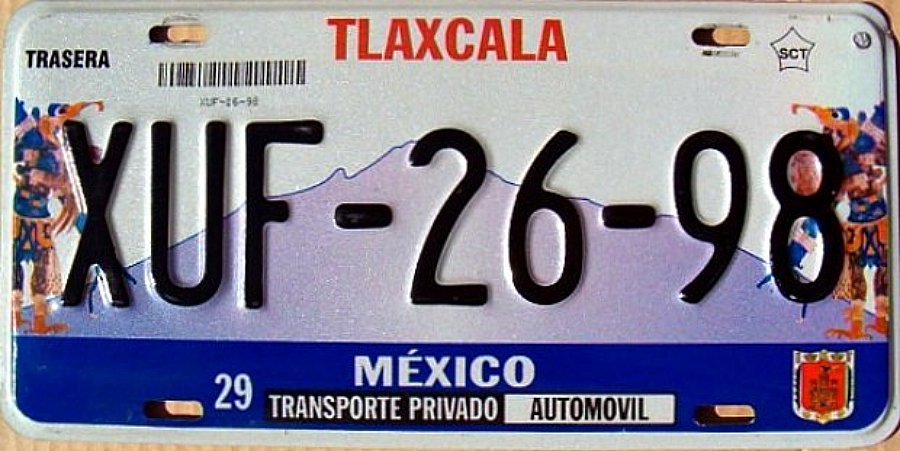 TLAXCALA
TRASERA
SCT
XUF-26-98
XUF-26-98
MÉXICO
29
TRANSPORTE PRIVADO AUTOMOVIL